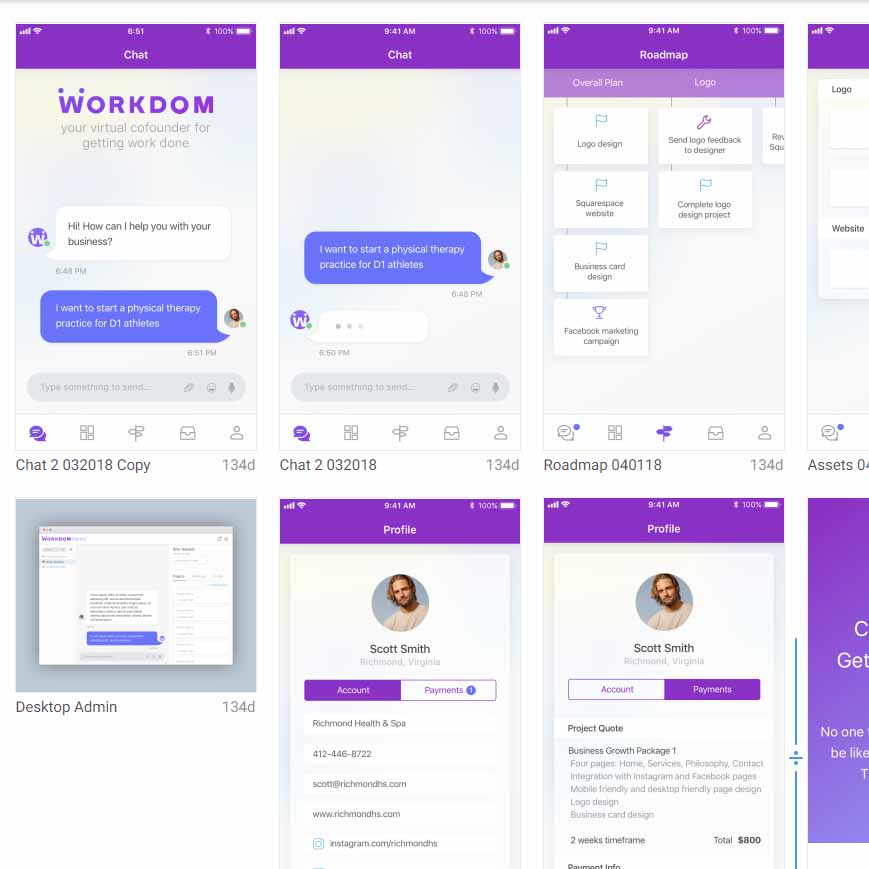 6:51
100%
Chat
WORKDOM
your virtual cofounder for
getting work done
Hi! How can I help you with your
business?
6:48 PM
I want to start a physical therapy
practice for D1 athletes
6:51 PM
Type something to send...
Chat 2 032018 Copy
134d
9:41 AM
100%
Chat
I want to start a physical therapy
practice for D1 athletes
6:48 PM
6:50 PM
Type something to send...
Chat 2 032018
134d
9:41 AM
100%
Roadmap
Overall Plan
Logo
Logo design
Send logo feedback
to designer
Squarespace
website
Complete logo
design project
Business card
design
Facebook marketing
campaign
Roadmap 040118
134d
Logo
Website
Assets
WORKDOM
Desktop Admin
134d
9:41 AM
100%
Profile
Scott Smith
Richmond, Virginia
Account
Payments 1
Richmond Health & Spa
412-446-8722
scott@richmondhs.com
www.richmondhs.com
instagram.com/richmondhs
9:41 AM
100%
Profile
Scott Smith
Richmond, Virginia
Account
Payments
Project Quote
Business Growth Package 1
Four pages: Home, Services, Philosophy, Contact
Integration with Instagram and Facebook pages
Mobile friendly and desktop friendly page design
Logo design
Business card design
2 weeks timeframe
Total $800
Payment Info
No one
be like